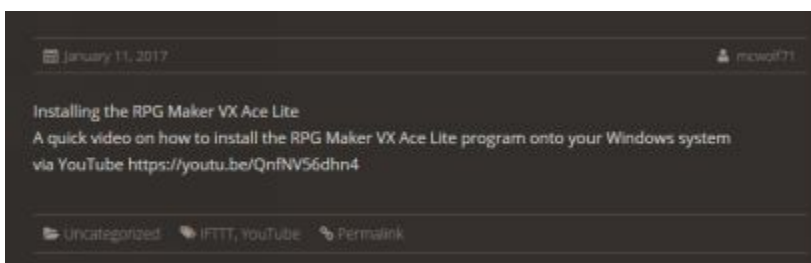 January 11, 2017
mcwolf71
Installing the RPG Maker VX Ace Lite
A quick video on how to install the RPG Maker VX Ace Lite program onto your Windows system
via YouTube https://youtu.be/QnfNV56dhn4
Uncategorized IFTTT, YouTube Permalink